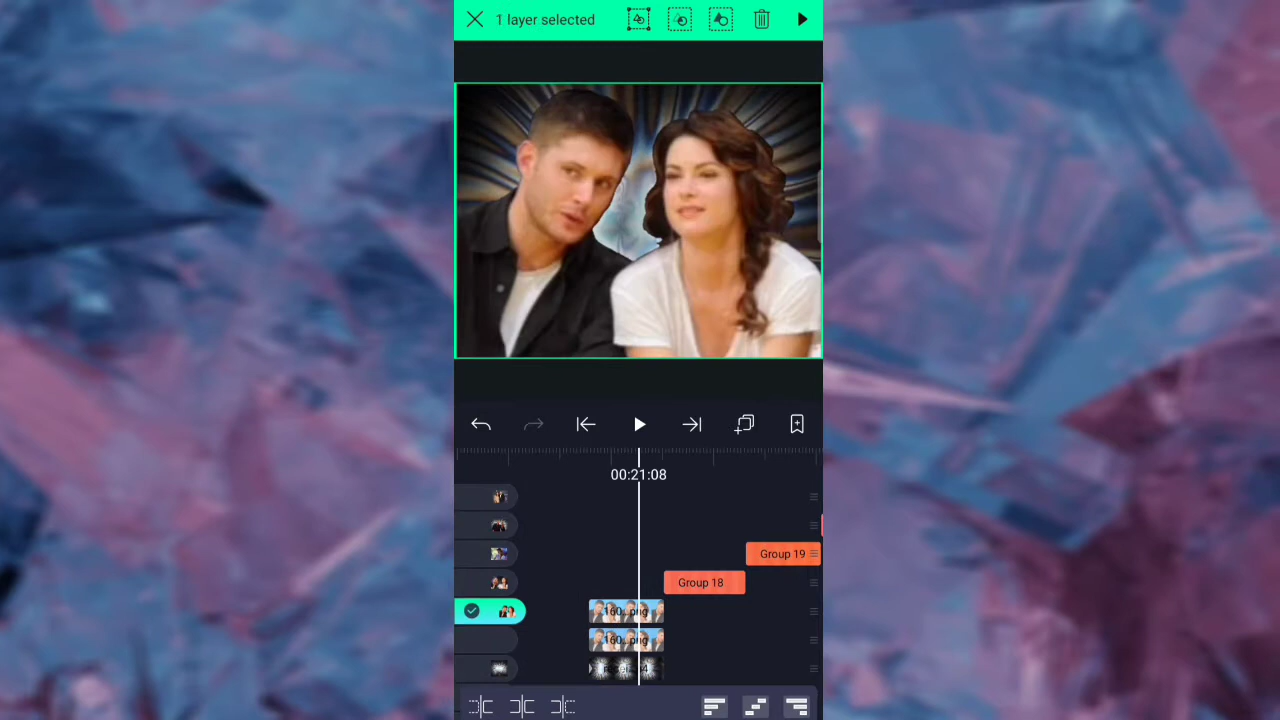 1 layer selected
00:21:08
Group 19
Group 18
160
png
160
png